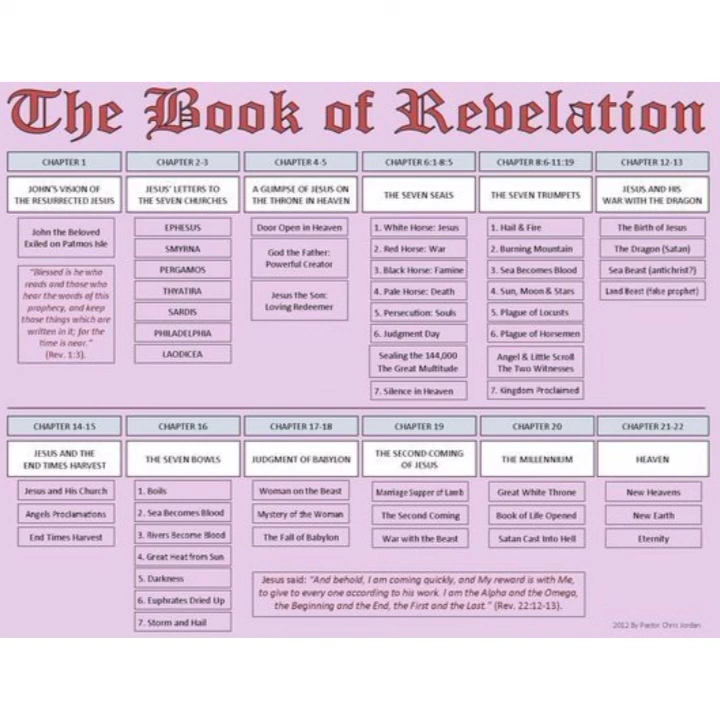 The Book of Revelation
CHAPTER 1
JOHN'S VISION OF
THE RESURRECTED JESUS
John the Beloved
Exiled on Patmos Isle
"Blessed is he who
reads and those who
hear the words of this
prophecy, and keep
those things which are
written in it; for the
time is near."
(Rev. 1:3).
CHAPTER 2-3
JESUS' LETTERS TO
THE SEVEN CHURCHES
EPHESUS
SMYRNA
PERGAMOS
THYATIRA
SARDIS
PHILADELPHIA
LAODICEA
CHAPTER 4-5
A GLIMPSE OF JESUS ON
THE THRONE IN HEAVEN
Door Open in Heaven
God the Father:
Powerful Creator
Jesus the Son:
Loving Redeemer
CHAPTER 6:1-8:5
THE SEVEN SEALS
1. White Horse: Jesus
2. Red Horse: War
3. Black Horse: Famine
4. Pale Horse: Death
5. Persecution: Souls
6. Judgment Day
Sealing the 144,000
The Great Multitude
7. Silence in Heaven
CHAPTER 8:6-11:19
THE SEVEN TRUMPETS
1. Hail & Fire
2. Burning Mountain
3. Sea Becomes Blood
4. Sun, Moon & Stars
5. Plague of Locusts
6. Plague of Horsemen
Angel & Little Scroll
The Two Witnesses
7. Kingdom Proclaimed
CHAPTER 12-13
JESUS AND HIS
WAR WITH THE DRAGON
The Birth of Jesus
The Dragon (Satan)
Sea Beast (antichrist?)
Land Beast (false prophet)
CHAPTER 14-15
JESUS AND THE
END TIMES HARVEST
Jesus and His Church
Angels Proclamations
End Times Harvest
CHAPTER 16
THE SEVEN BOWLS
1. Boils
2. Sea Becomes Blood
3. Rivers Become Blood
4. Great Heat from Sun
5. Darkness
6. Euphrates Dried Up
7. Storm and Hail
CHAPTER 17-18
JUDGMENT OF BABYLON
Woman on the Beast
Mystery of the Woman
The Fall of Babylon
CHAPTER 19
THE SECOND COMING
OF JESUS
Marriage Supper of Lamb
The Second Coming
War with the Beast
CHAPTER 20
THE MILLENNIUM
Great White Throne
Book of Life Opened
Satan Cast Into Hell
CHAPTER 21-22
HEAVEN
New Heavens
New Earth
Eternity
Jesus said: "And behold, I am coming quickly, and My reward is with Me,
to give to every one according to his work. I am the Alpha and the Omega,
the Beginning and the End, the First and the Last." (Rev. 22:12-13).
2012 By Pastor Chris Jordan